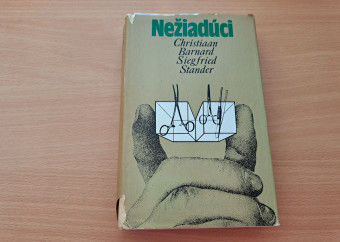 Nežiadúci
Christiaan
Barnard
Siegfried
Stander